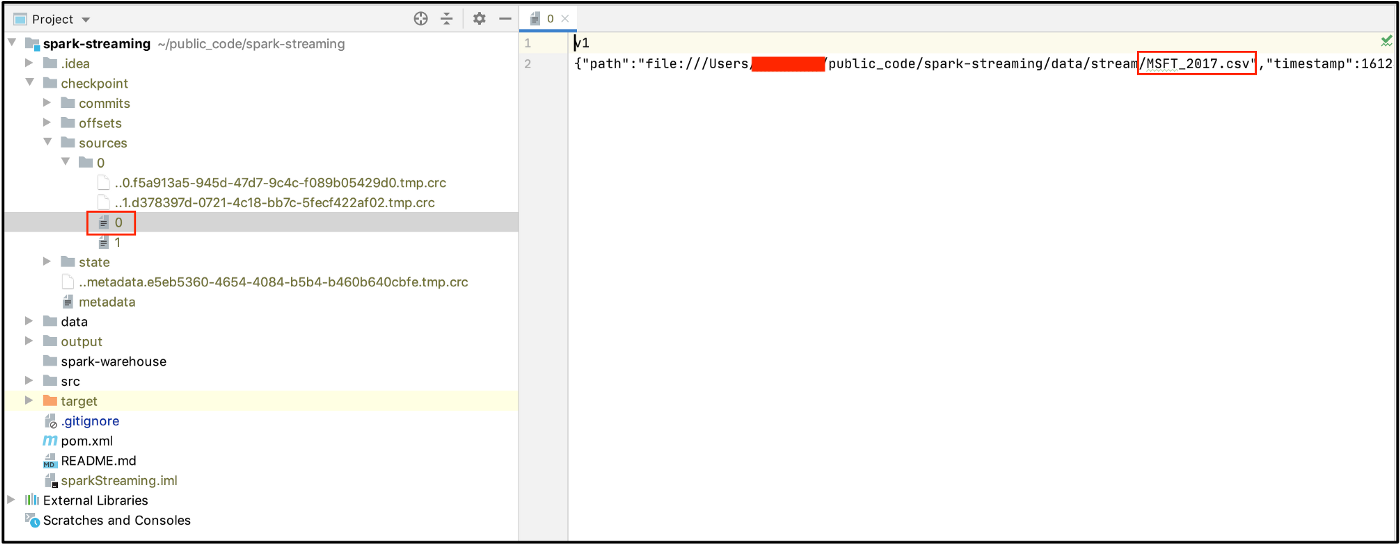 Project
spark-streaming ~/public_code/spark-streaming
.idea
checkpoint
commits
offsets
sources
0
..0.f5a913a5-945d-47d7-9c4c-f089b05429d0.tmp.crc
..1.d378397d-0721-4c18-bb7c-5fecf422af02.tmp.crc
0
1
state
..metadata.e5eb5360-4654-4084-b5b4-b460b640cbfe.tmp.crc
metadata
data
output
spark-warehouse
src
target
.gitignore
pom.xml
README.md
sparkStreaming.iml
External Libraries
Scratches and Consoles
0
1 v1
2 {"path":"file:///Users/ /public_code/spark-streaming/data/stream/MSFT_2017.csv","timestamp":1612